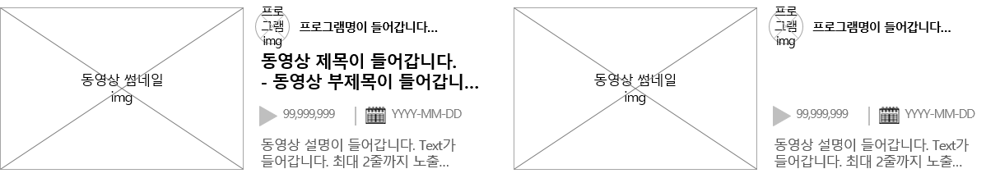 동영상 썸네일
img
프로
그램
img
프로그램명이 들어갑니다...
동영상 제목이 들어갑니다.
- 동영상 부제목이 들어갑니...
99,999,999
YYYY-MM-DD
동영상 설명이 들어갑니다. Text가
들어갑니다. 최대 2줄까지 노출...
동영상 썸네일
img
프로
그램
img
프로그램명이 들어갑니다...
99,999,999
YYYY-MM-DD
동영상 설명이 들어갑니다. Text가
들어갑니다. 최대 2줄까지 노출...